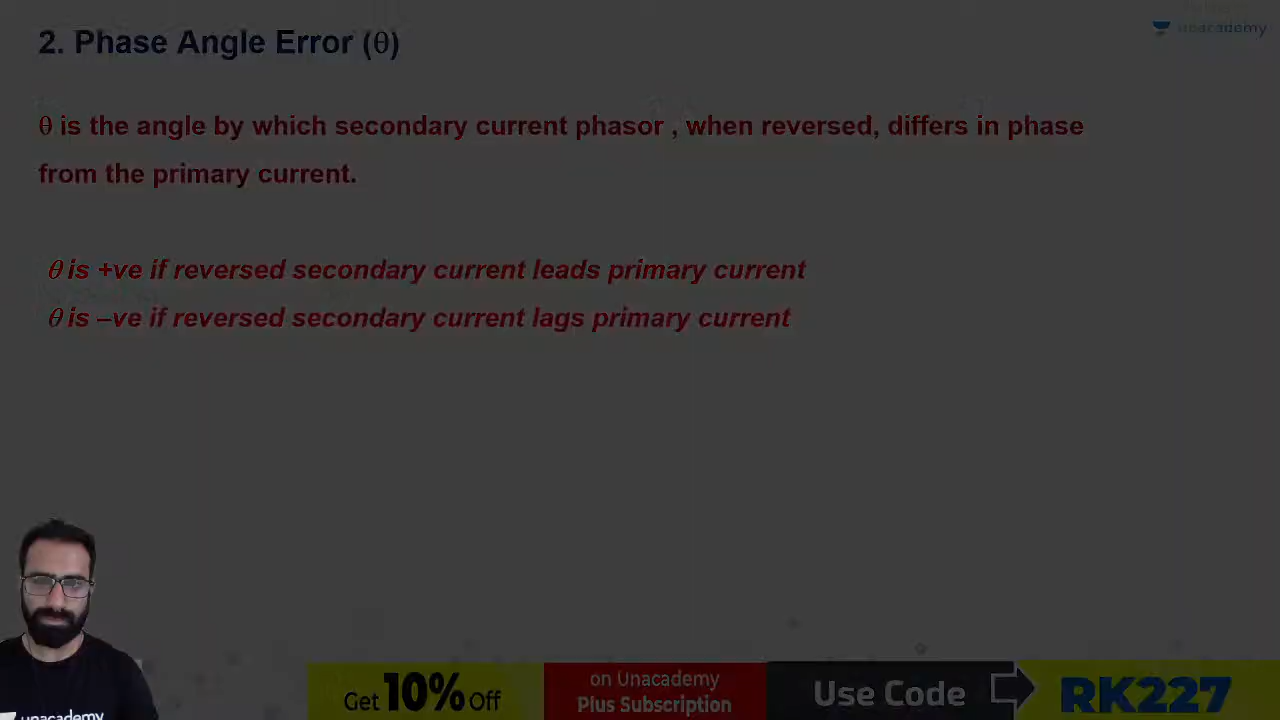 2. Phase Angle Error (θ)
unacademy
θ is the angle by which secondary current phasor , when reversed, differs in phase
from the primary current.
θ is +ve if reversed secondary current leads primary current
θ is –ve if reversed secondary current lags primary current
unacademy
Get 10% Off
on Unacademy
Plus Subscription
Use Code
RK227